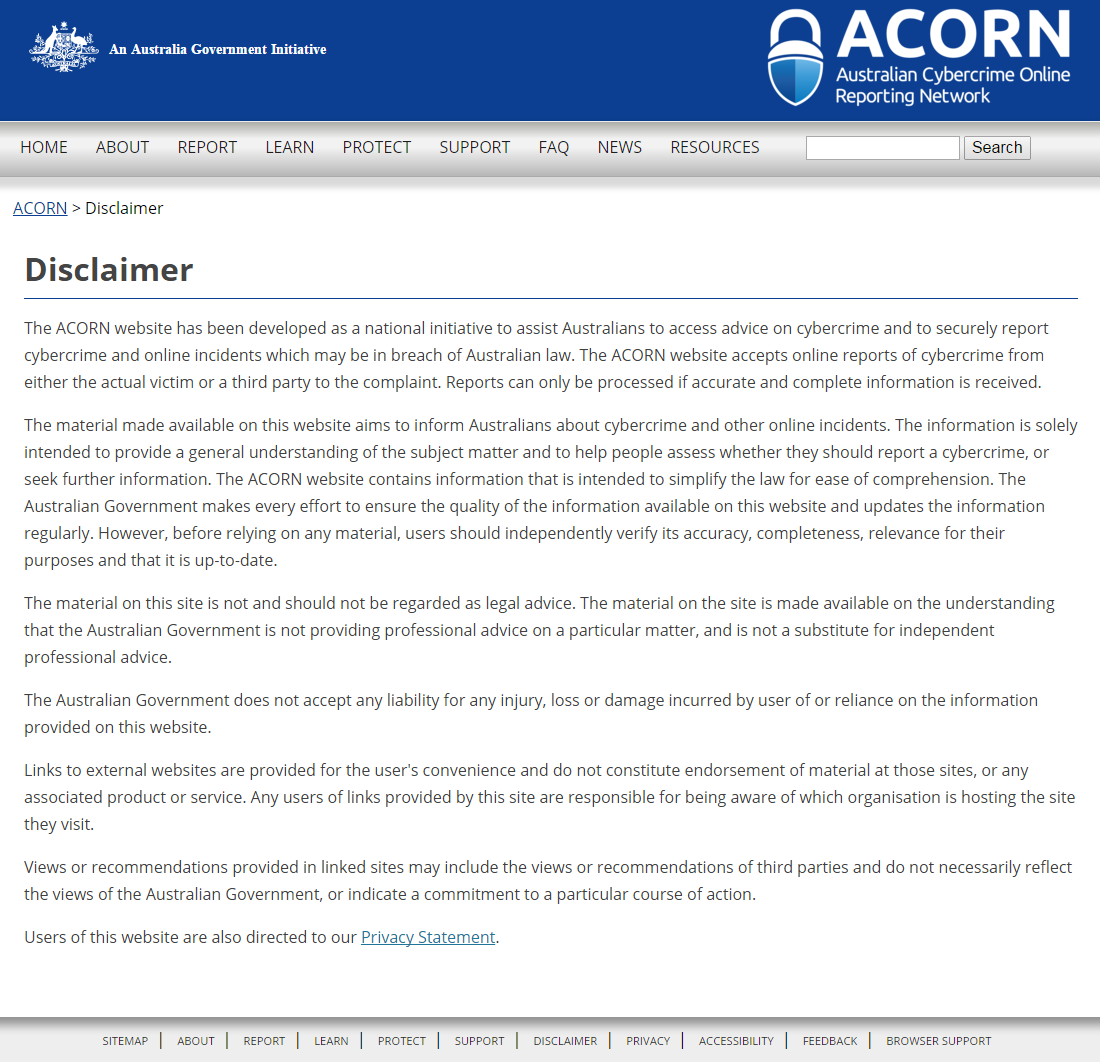 An Australia Government Initiative
ACORN
Australian Cybercrime Online
Reporting Network
HOME ABOUT REPORT LEARN PROTECT SUPPORT FAQ NEWS RESOURCES Search
ACORN > Disclaimer
Disclaimer
The ACORN website has been developed as a national initiative to assist Australians to access advice on cybercrime and to securely report
cybercrime and online incidents which may be in breach of Australian law. The ACORN website accepts online reports of cybercrime from
either the actual victim or a third party to the complaint. Reports can only be processed if accurate and complete information is received.
The material made available on this website aims to inform Australians about cybercrime and other online incidents. The information is solely
intended to provide a general understanding of the subject matter and to help people assess whether they should report a cybercrime, or
seek further information. The ACORN website contains information that is intended to simplify the law for ease of comprehension. The
Australian Government makes every effort to ensure the quality of the information available on this website and updates the information
regularly. However, before relying on any material, users should independently verify its accuracy, completeness, relevance for their
purposes and that it is up-to-date.
The material on this site is not and should not be regarded as legal advice. The material on the site is made available on the understanding
that the Australian Government is not providing professional advice on a particular matter, and is not a substitute for independent
professional advice.
The Australian Government does not accept any liability for any injury, loss or damage incurred by user of or reliance on the information
provided on this website.
Links to external websites are provided for the user's convenience and do not constitute endorsement of material at those sites, or any
associated product or service. Any users of links provided by this site are responsible for being aware of which organisation is hosting the site
they visit.
Views or recommendations provided in linked sites may include the views or recommendations of third parties and do not necessarily reflect
the views of the Australian Government, or indicate a commitment to a particular course of action.
Users of this website are also directed to our Privacy Statement.
SITEMAP | ABOUT | REPORT | LEARN | PROTECT | SUPPORT | DISCLAIMER | PRIVACY | ACCESSIBILITY | FEEDBACK | BROWSER SUPPORT